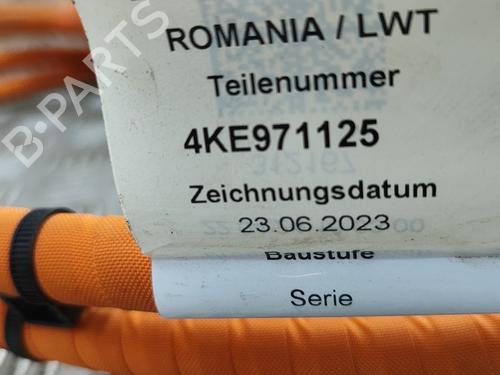 ROMANIA / LWT
Teilenummer
4KE971125
Zeichnungsdatum
23.06.2023
Baustufe
Serie
B-PARTS